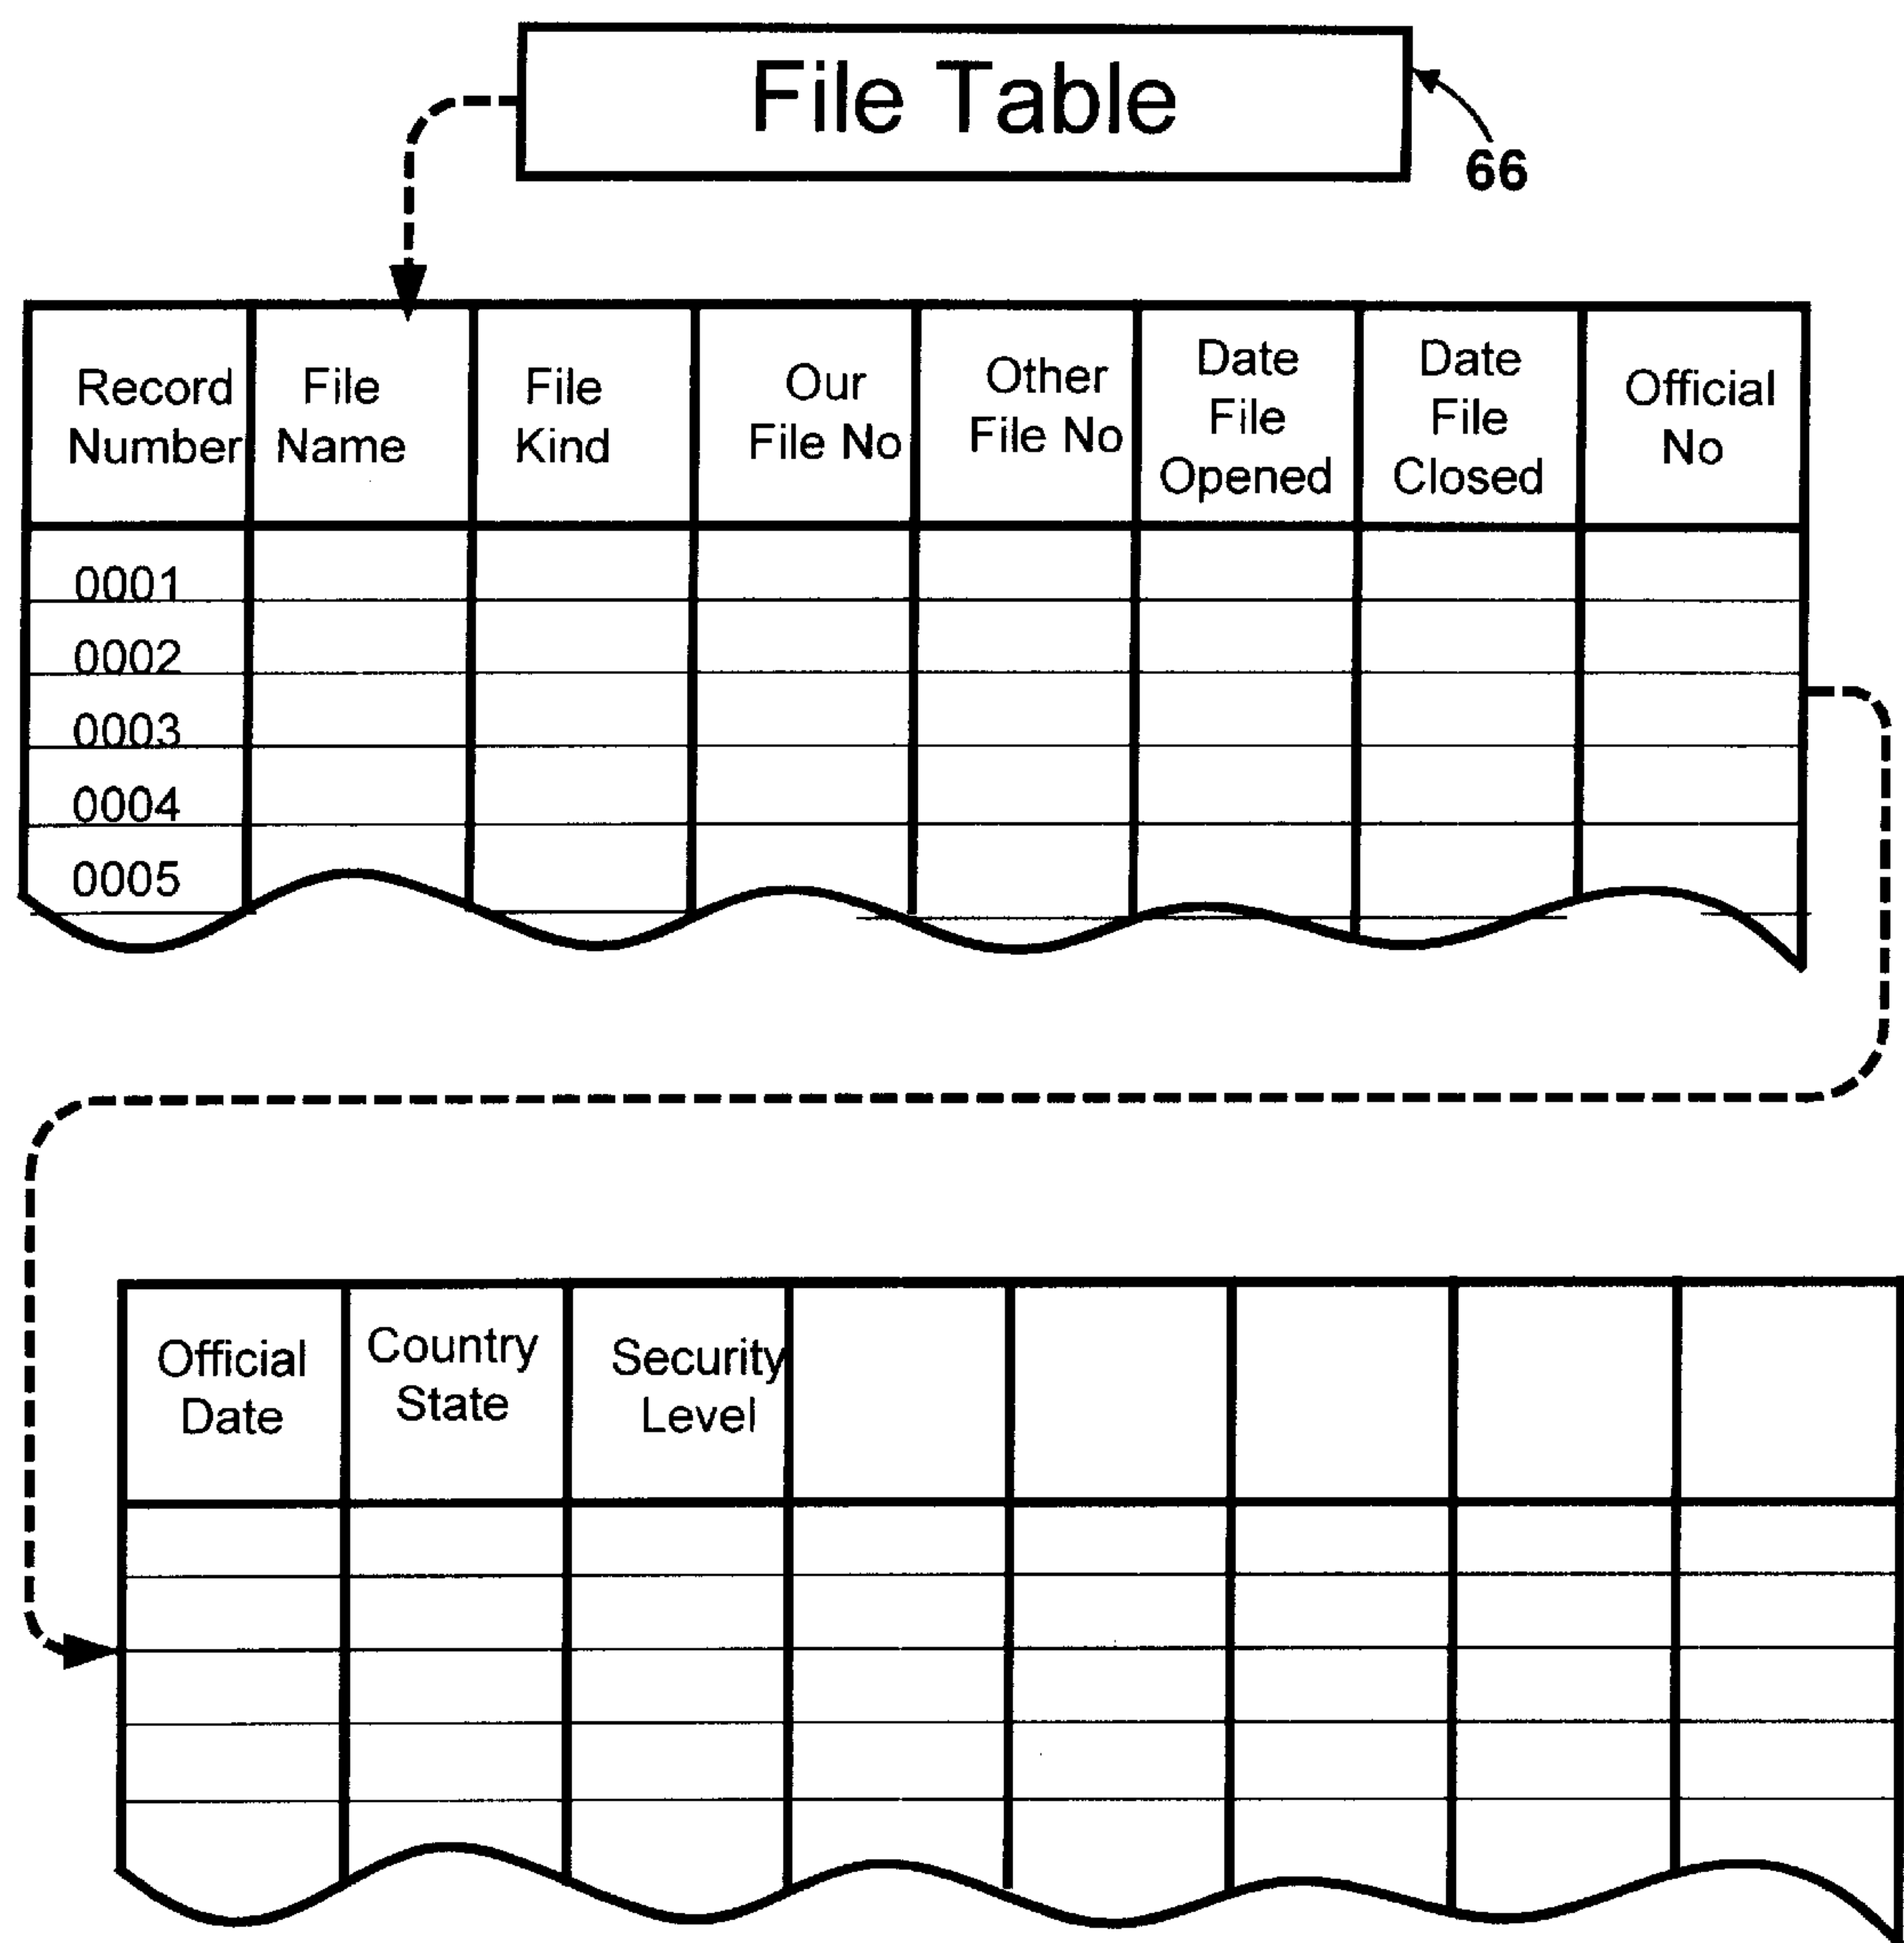 File Table
66
Record Number
File Name
File Kind
Our File No
Other File No
Date File Opened
Date File Closed
Official No
0001
0002
0003
0004
0005
Official Date
Country State
Security Level